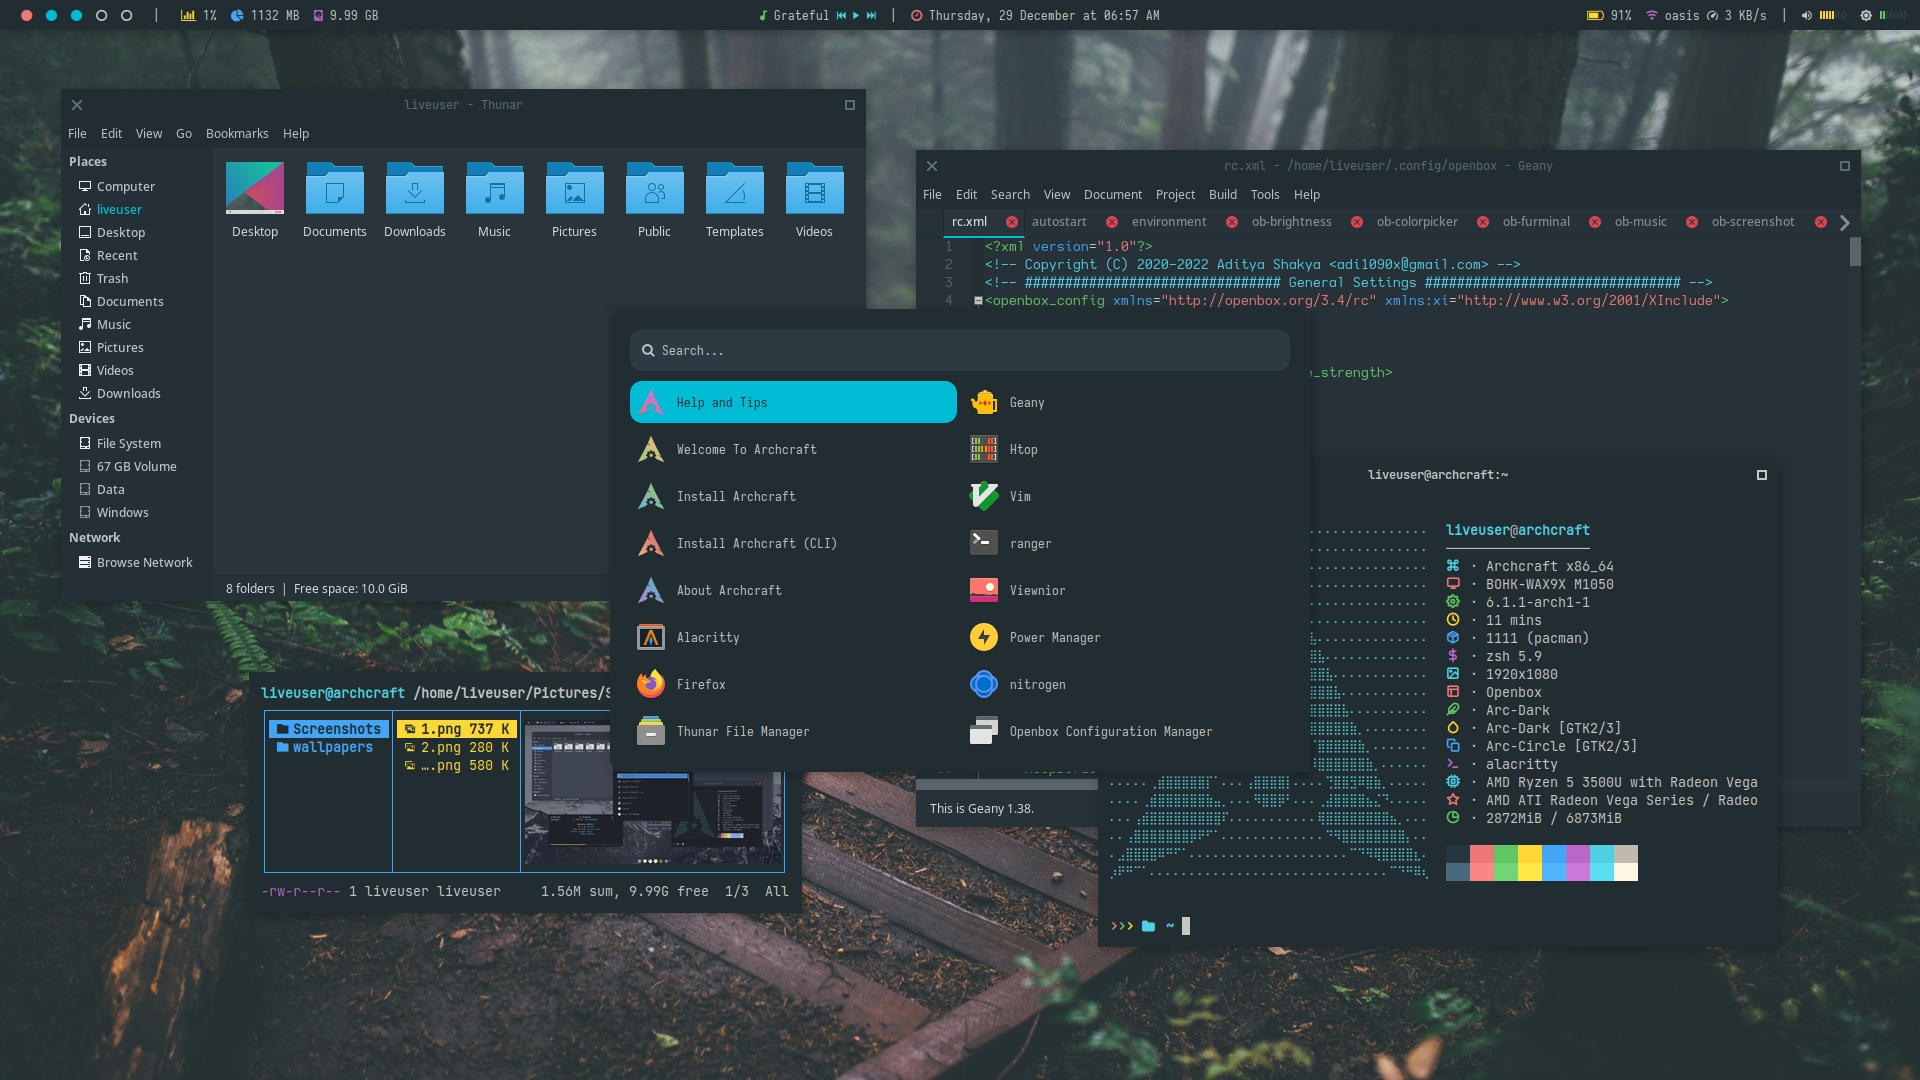 1%
1132 MB
9.99 GB
Grateful
Thursday, 29 December at 06:57 AM
91%
oasis
3 KB/s
liveuser - Thunar
File Edit View Go Bookmarks Help
Places
Computer
liveuser
Desktop
Recent
Trash
Documents
Music
Pictures
Videos
Downloads
Devices
File System
67 GB Volume
Data
Windows
Network
Browse Network
Desktop Documents Downloads Music Pictures Public Templates Videos
8 folders | Free space: 10.0 GiB
rc.xml - /home/liveuser/.config/openbox - Geany
File Edit Search View Document Project Build Tools Help
rc.xml autostart environment ob-brightness ob-colorpicker ob-furminal ob-music ob-screenshot
1 <?xml version="1.0"?>
2 <!-- Copyright (C) 2020-2022 Aditya Shakya <adi1090x@gmail.com> -->
3 <!-- ################################ General Settings ################################ -->
4 <openbox_config xmlns="http://openbox.org/3.4/rc" xmlns:xi="http://www.w3.org/2001/XInclude">
_strength>
This is Geany 1.38.
Search...
Help and Tips
Welcome To Archcraft
Install Archcraft
Install Archcraft (CLI)
About Archcraft
Alacritty
Firefox
Thunar File Manager
Geany
Htop
Vim
ranger
Viewnior
Power Manager
nitrogen
Openbox Configuration Manager
liveuser@archcraft /home/liveuser/Pictures/S
Screenshots
wallpapers
1.png 737 K
2.png 280 K
….png 580 K
-rw-r--r-- 1 liveuser liveuser 1.56M sum, 9.99G free 1/3 All
liveuser@archcraft:~
liveuser@archcraft
· Archcraft x86_64
· BOHK-WAX9X M1050
· 6.1.1-arch1-1
· 11 mins
· 1111 (pacman)
· zsh 5.9
· 1920x1080
· Openbox
· Arc-Dark
· Arc-Dark [GTK2/3]
· Arc-Circle [GTK2/3]
· alacritty
· AMD Ryzen 5 3500U with Radeon Vega
· AMD ATI Radeon Vega Series / Radeo
· 2872MiB / 6873MiB
>>> ~